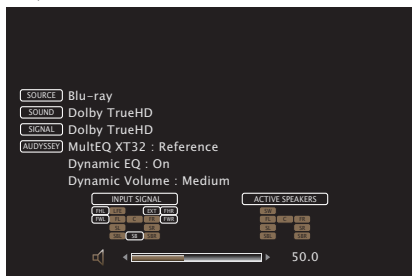 SOURCE Blu-ray
SOUND Dolby TrueHD
SIGNAL Dolby TrueHD
AUDYSSEY MultEQ XT32 : Reference
Dynamic EQ : On
Dynamic Volume : Medium
INPUT SIGNAL ACTIVE SPEAKERS
FHL LFE EXT FHR SW
FWL FL C FR FWR FL C FR
SL SR SL SR
SBL SB SBR SBL SBR
50.0